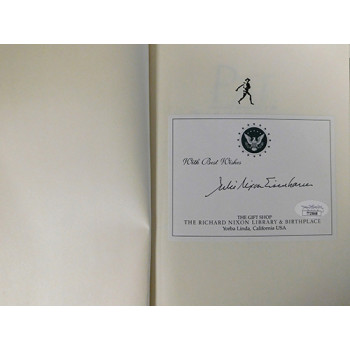 With Best Wishes
Julie Nixon Eisenhower
THE GIFT SHOP
THE RICHARD NIXON LIBRARY & BIRTHPLACE
Yorba Linda, California USA